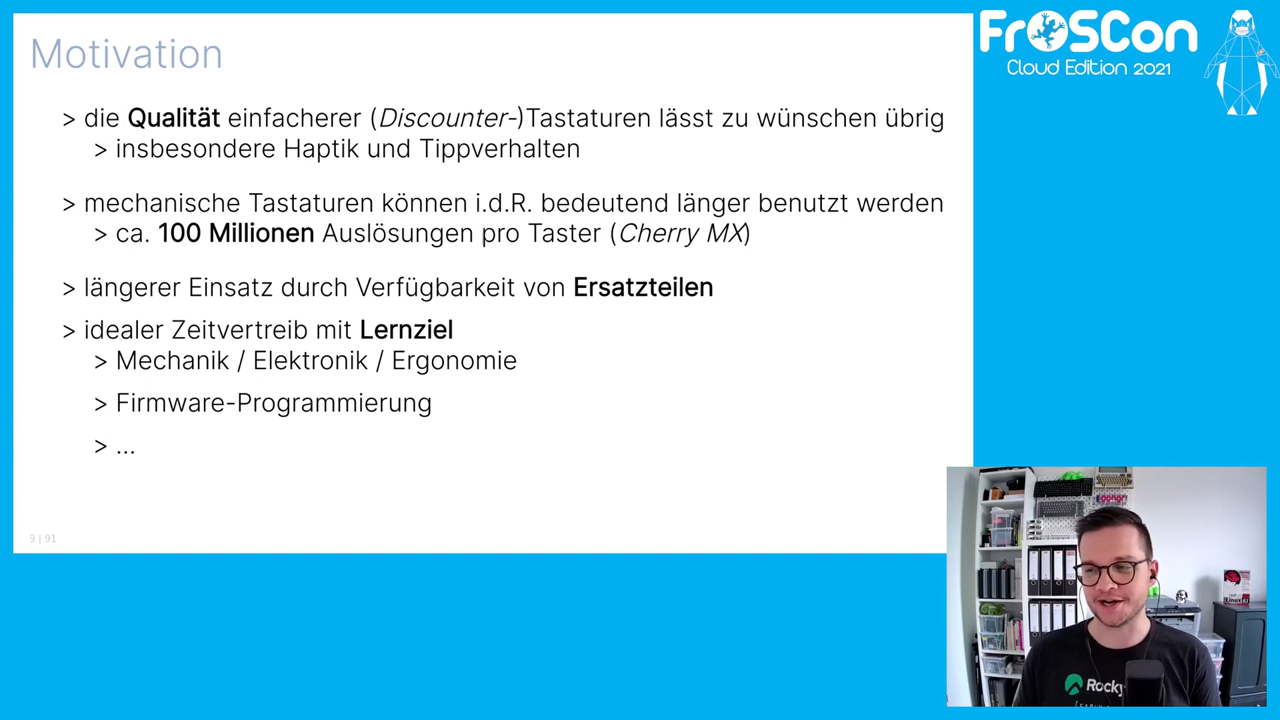 Motivation
> die Qualität einfacherer (Discounter-)Tastaturen lässt zu wünschen übrig
> insbesondere Haptik und Tippverhalten
> mechanische Tastaturen können i.d.R. bedeutend länger benutzt werden
> ca. 100 Millionen Auslösungen pro Taster (Cherry MX)
> längerer Einsatz durch Verfügbarkeit von Ersatzteilen
> idealer Zeitvertreib mit Lernziel
> Mechanik / Elektronik / Ergonomie
> Firmware-Programmierung
> ...
9 | 91
FrOSCon
Cloud Edition 2021
Rocky